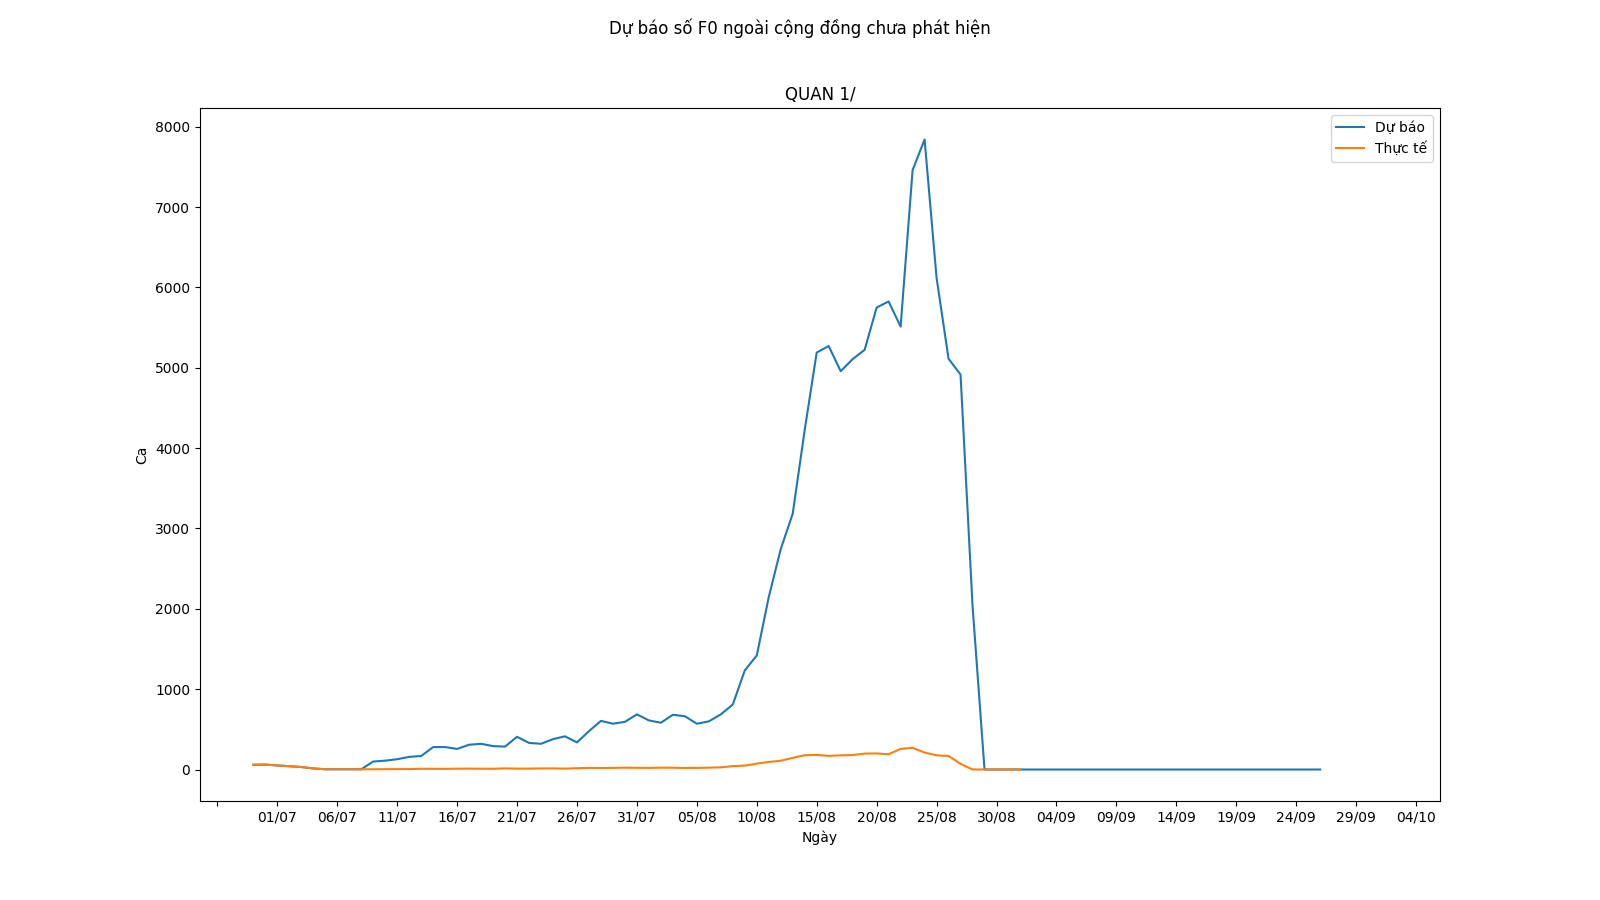 Dự báo số F0 ngoài cộng đồng chưa phát hiện
QUAN 1/
Dự báo
Thực tế
8000
7000
6000
5000
4000
3000
2000
1000
0
Ca
01/07 06/07 11/07 16/07 21/07 26/07 31/07 05/08 10/08 15/08 20/08 25/08 30/08 04/09 09/09 14/09 19/09 24/09 29/09 04/10
Ngày